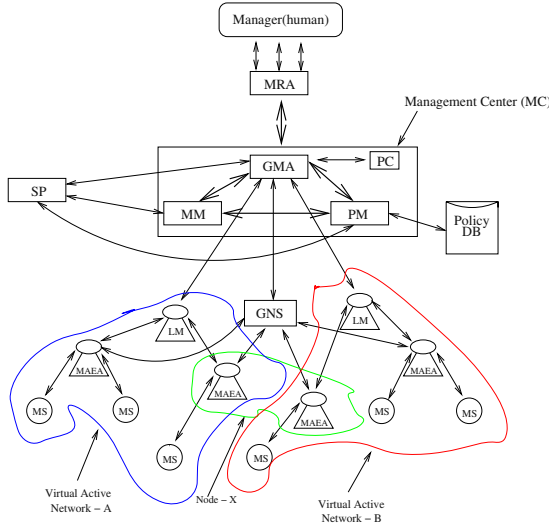 Manager(human)
MRA
Management Center (MC)
GMA
PC
SP
MM
PM
Policy
DB
GNS
LM
LM
MAEA
MAEA
MAEA
MAEA
MS
MS
MS
MS
MS
MS
Virtual Active
Network – A
Node – X
Virtual Active
Network – B